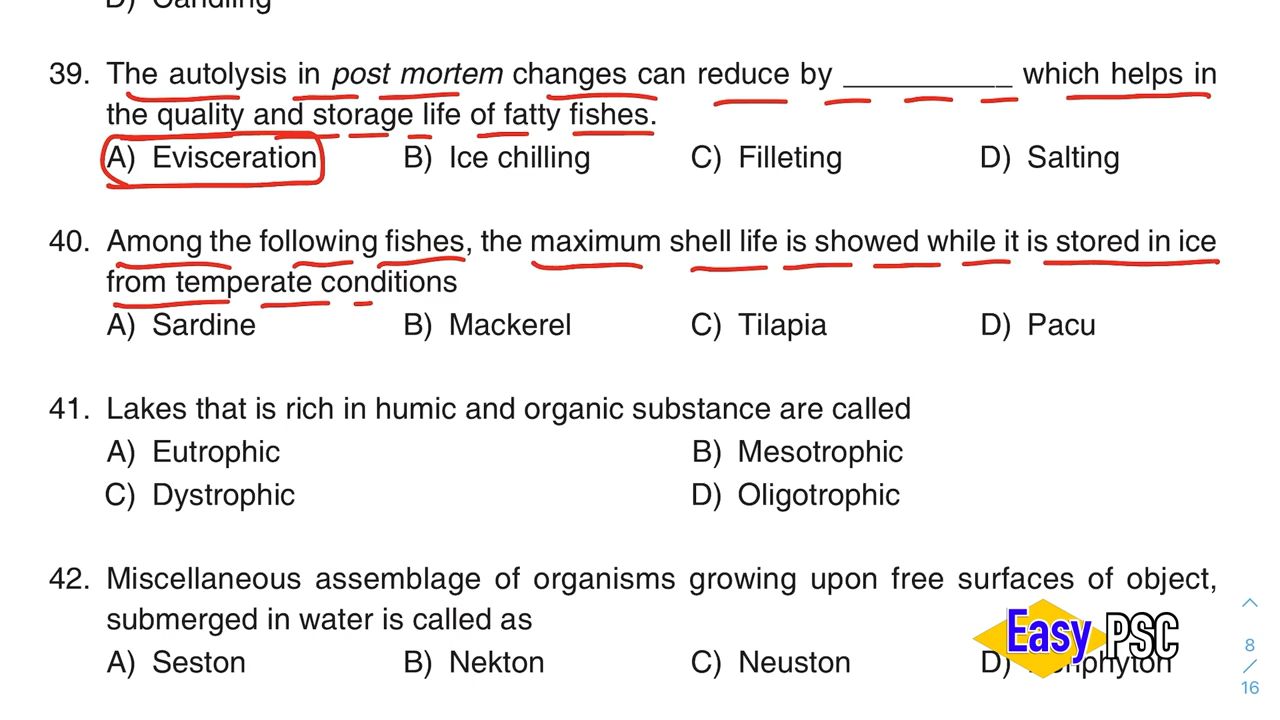 D) Candling
39. The autolysis in post mortem changes can reduce by ___________ which helps in
the quality and storage life of fatty fishes.
A) Evisceration B) Ice chilling C) Filleting D) Salting
40. Among the following fishes, the maximum shell life is showed while it is stored in ice
from temperate conditions
A) Sardine B) Mackerel C) Tilapia D) Pacu
41. Lakes that is rich in humic and organic substance are called
A) Eutrophic B) Mesotrophic
C) Dystrophic D) Oligotrophic
42. Miscellaneous assemblage of organisms growing upon free surfaces of object,
submerged in water is called as
Easy PSC
A) Seston B) Nekton C) Neuston D)
8
/
16